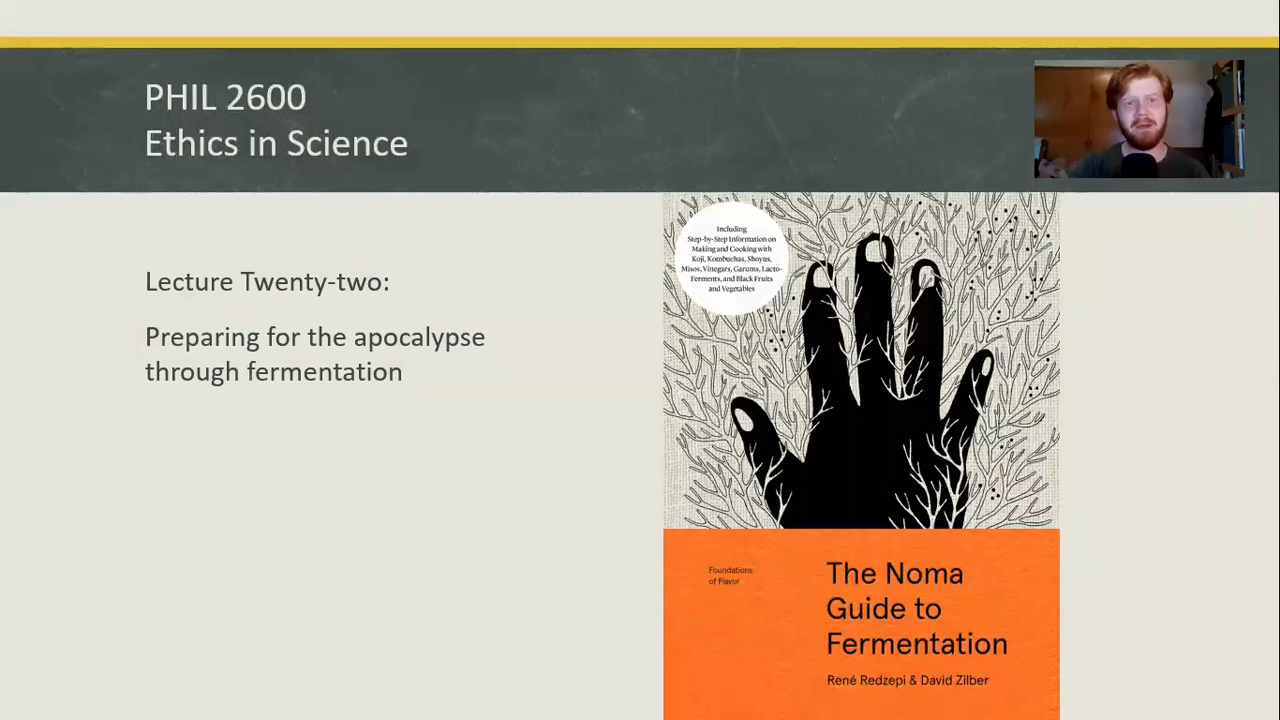 PHIL 2600
Ethics in Science
Lecture Twenty-two:
Preparing for the apocalypse
through fermentation
Including
Step-by-Step Information on
Making and Cooking with
Koji, Kombuchas, Shoyus,
Misos, Vinegars, Garums, Lacto-
Ferments, and Black Fruits
and Vegetables
Foundations
of Flavor
The Noma
Guide to
Fermentation
René Redzepi & David Zilber